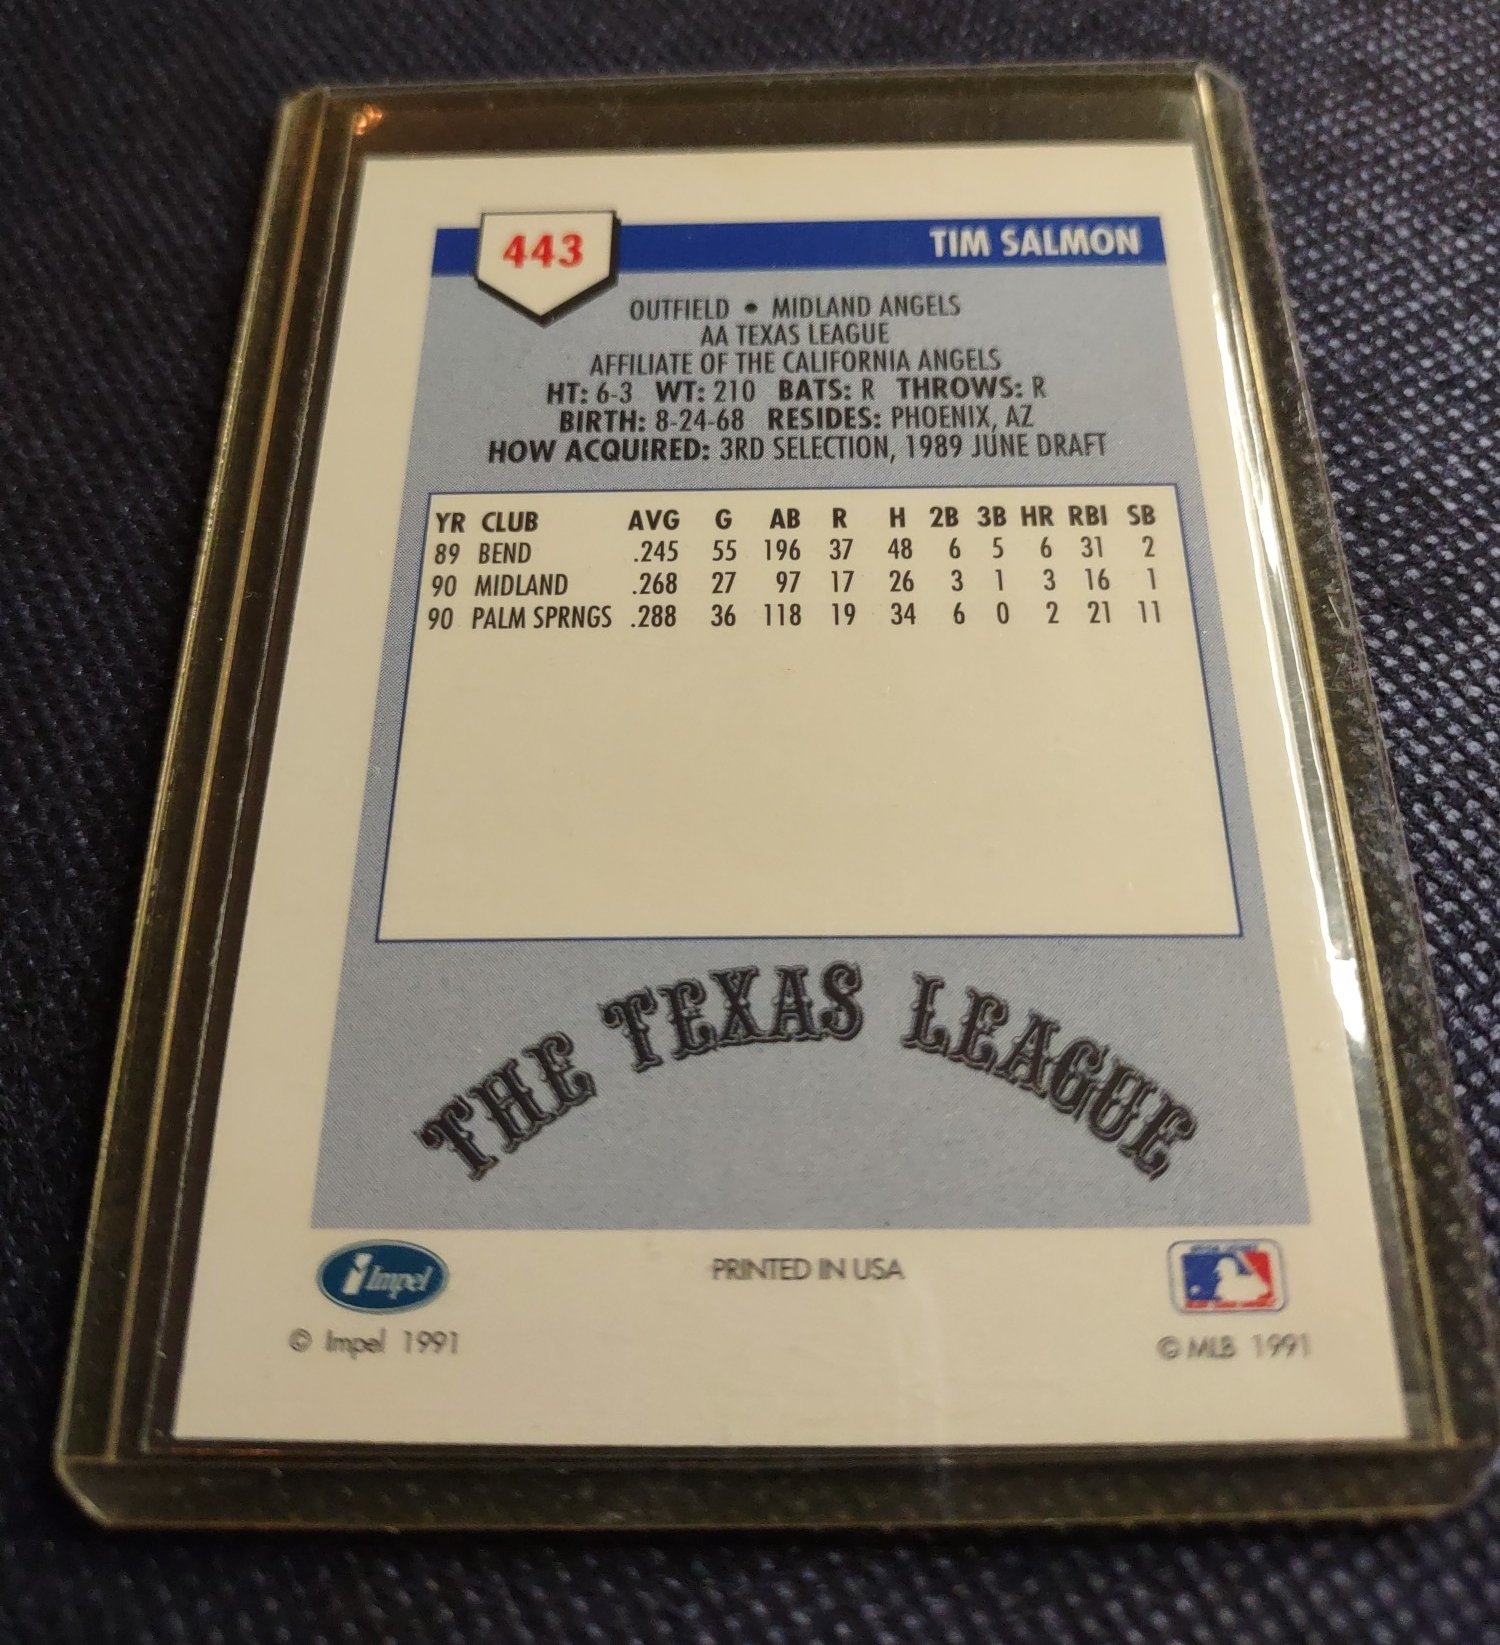 443
TIM SALMON
OUTFIELD • MIDLAND ANGELS
AA TEXAS LEAGUE
AFFILIATE OF THE CALIFORNIA ANGELS
HT: 6-3 WT: 210 BATS: R THROWS: R
BIRTH: 8-24-68 RESIDES: PHOENIX, AZ
HOW ACQUIRED: 3RD SELECTION, 1989 JUNE DRAFT
YR CLUB AVG G AB R H 2B 3B HR RBI SB
89 BEND .245 55 196 37 48 6 5 6 31 2
90 MIDLAND .268 27 97 17 26 3 1 3 16 1
90 PALM SPRNGS .288 36 118 19 34 6 0 2 21 11
THE TEXAS LEAGUE
Impel
PRINTED IN USA
© Impel 1991
© MLB 1991